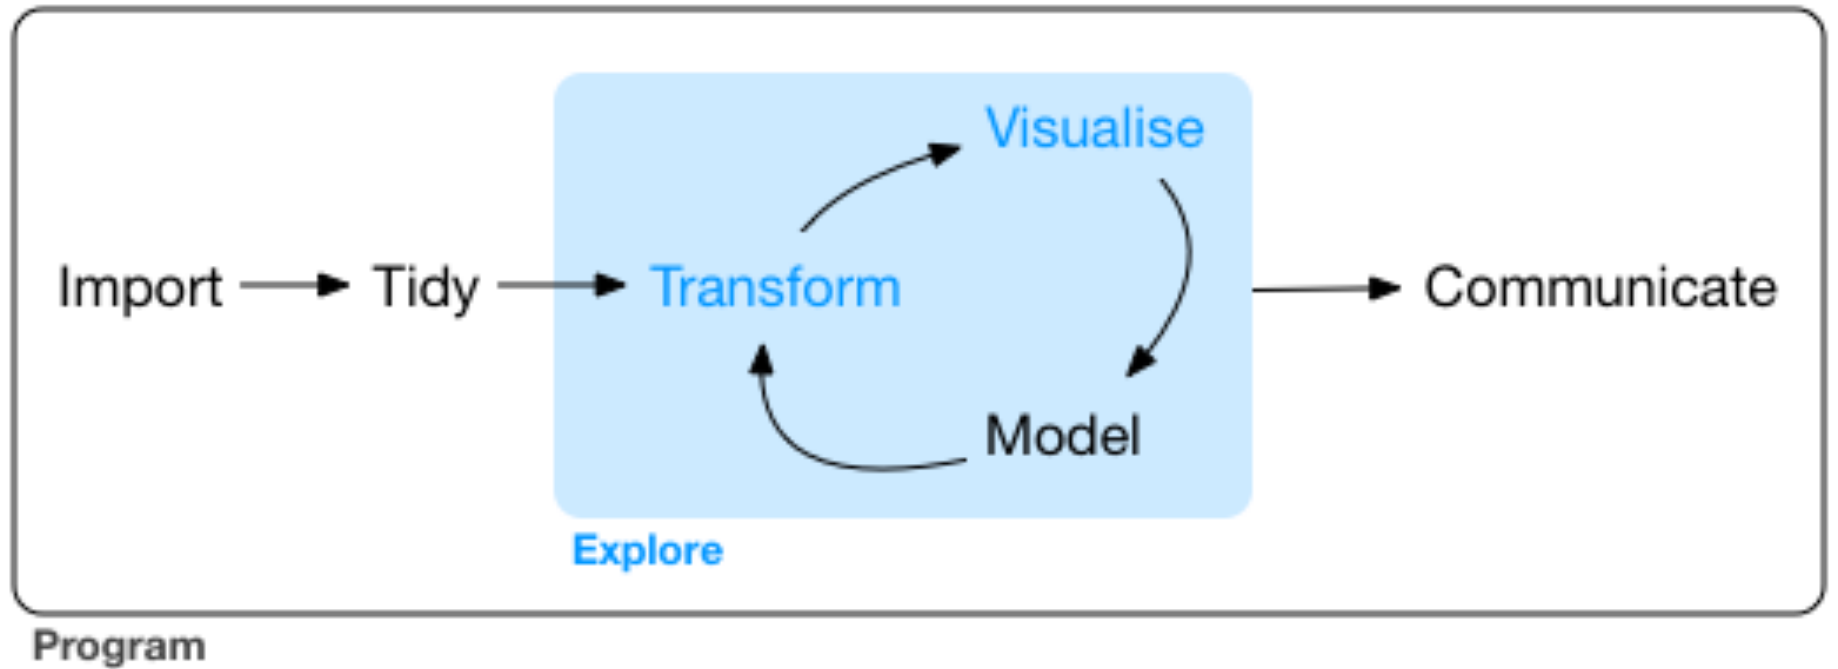 Visualise
Import
Tidy
Transform
Communicate
Model
Explore
Program